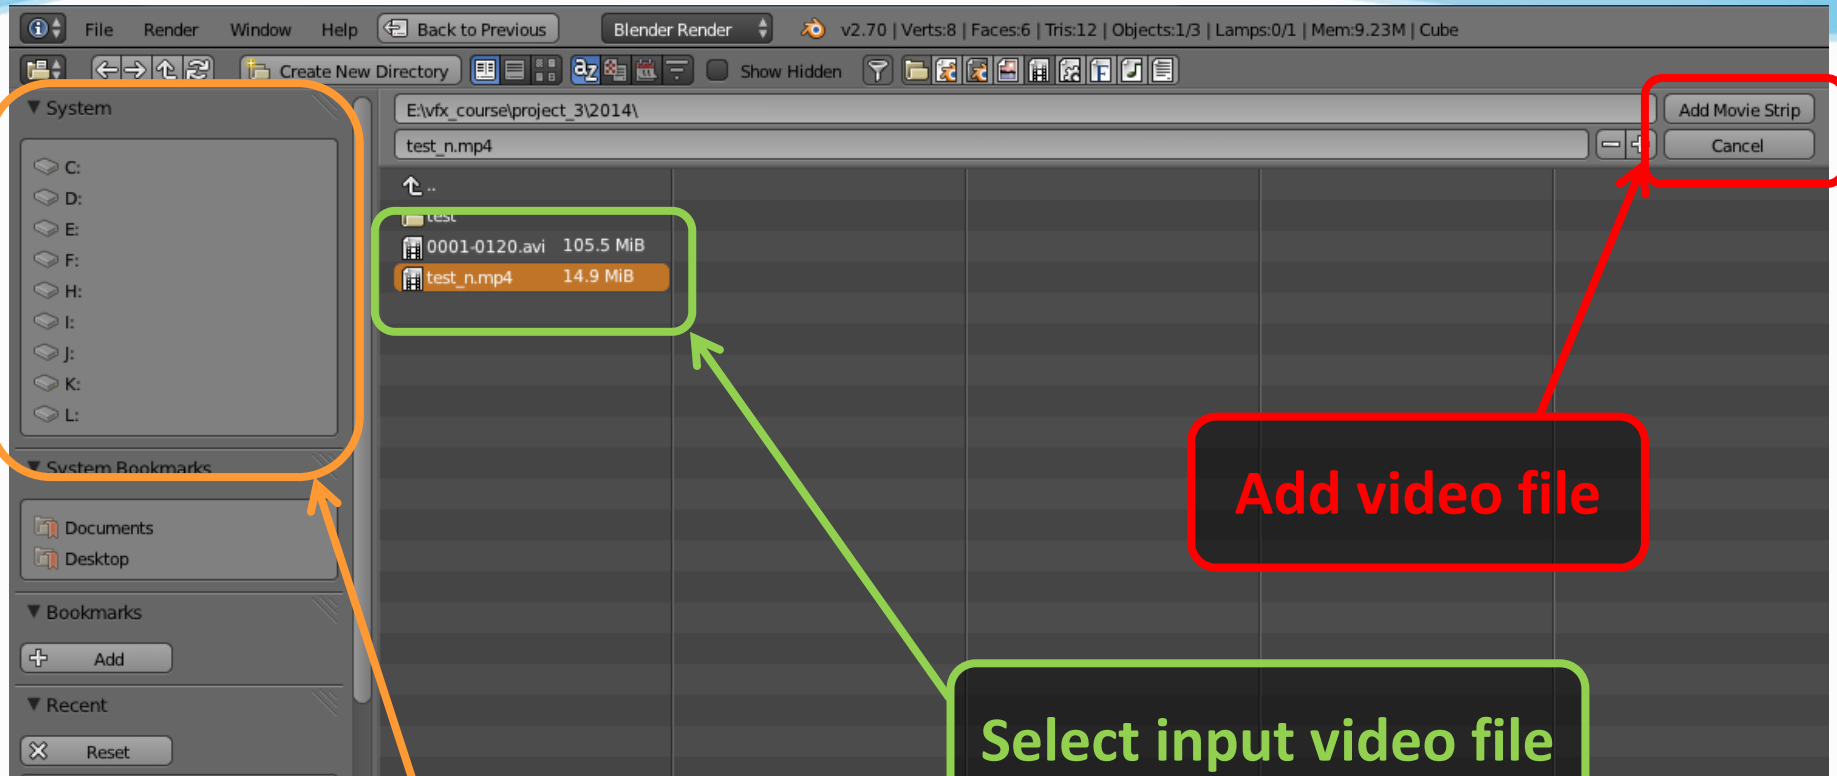 File Render Window Help Back to Previous Blender Render v2.70 | Verts:8 | Faces:6 | Tris:12 | Objects:1/3 | Lamps:0/1 | Mem:9.23M | Cube
Create New Directory Show Hidden
System
C:
D:
E:
F:
H:
I:
J:
K:
L:
System Bookmarks
Documents
Desktop
Bookmarks
Add
Recent
Reset
E:\vfx_course\project_3\2014\
Add Movie Strip
test_n.mp4
Cancel
..
test
0001-0120.avi 105.5 MiB
test_n.mp4 14.9 MiB
Add video file
Select input video file